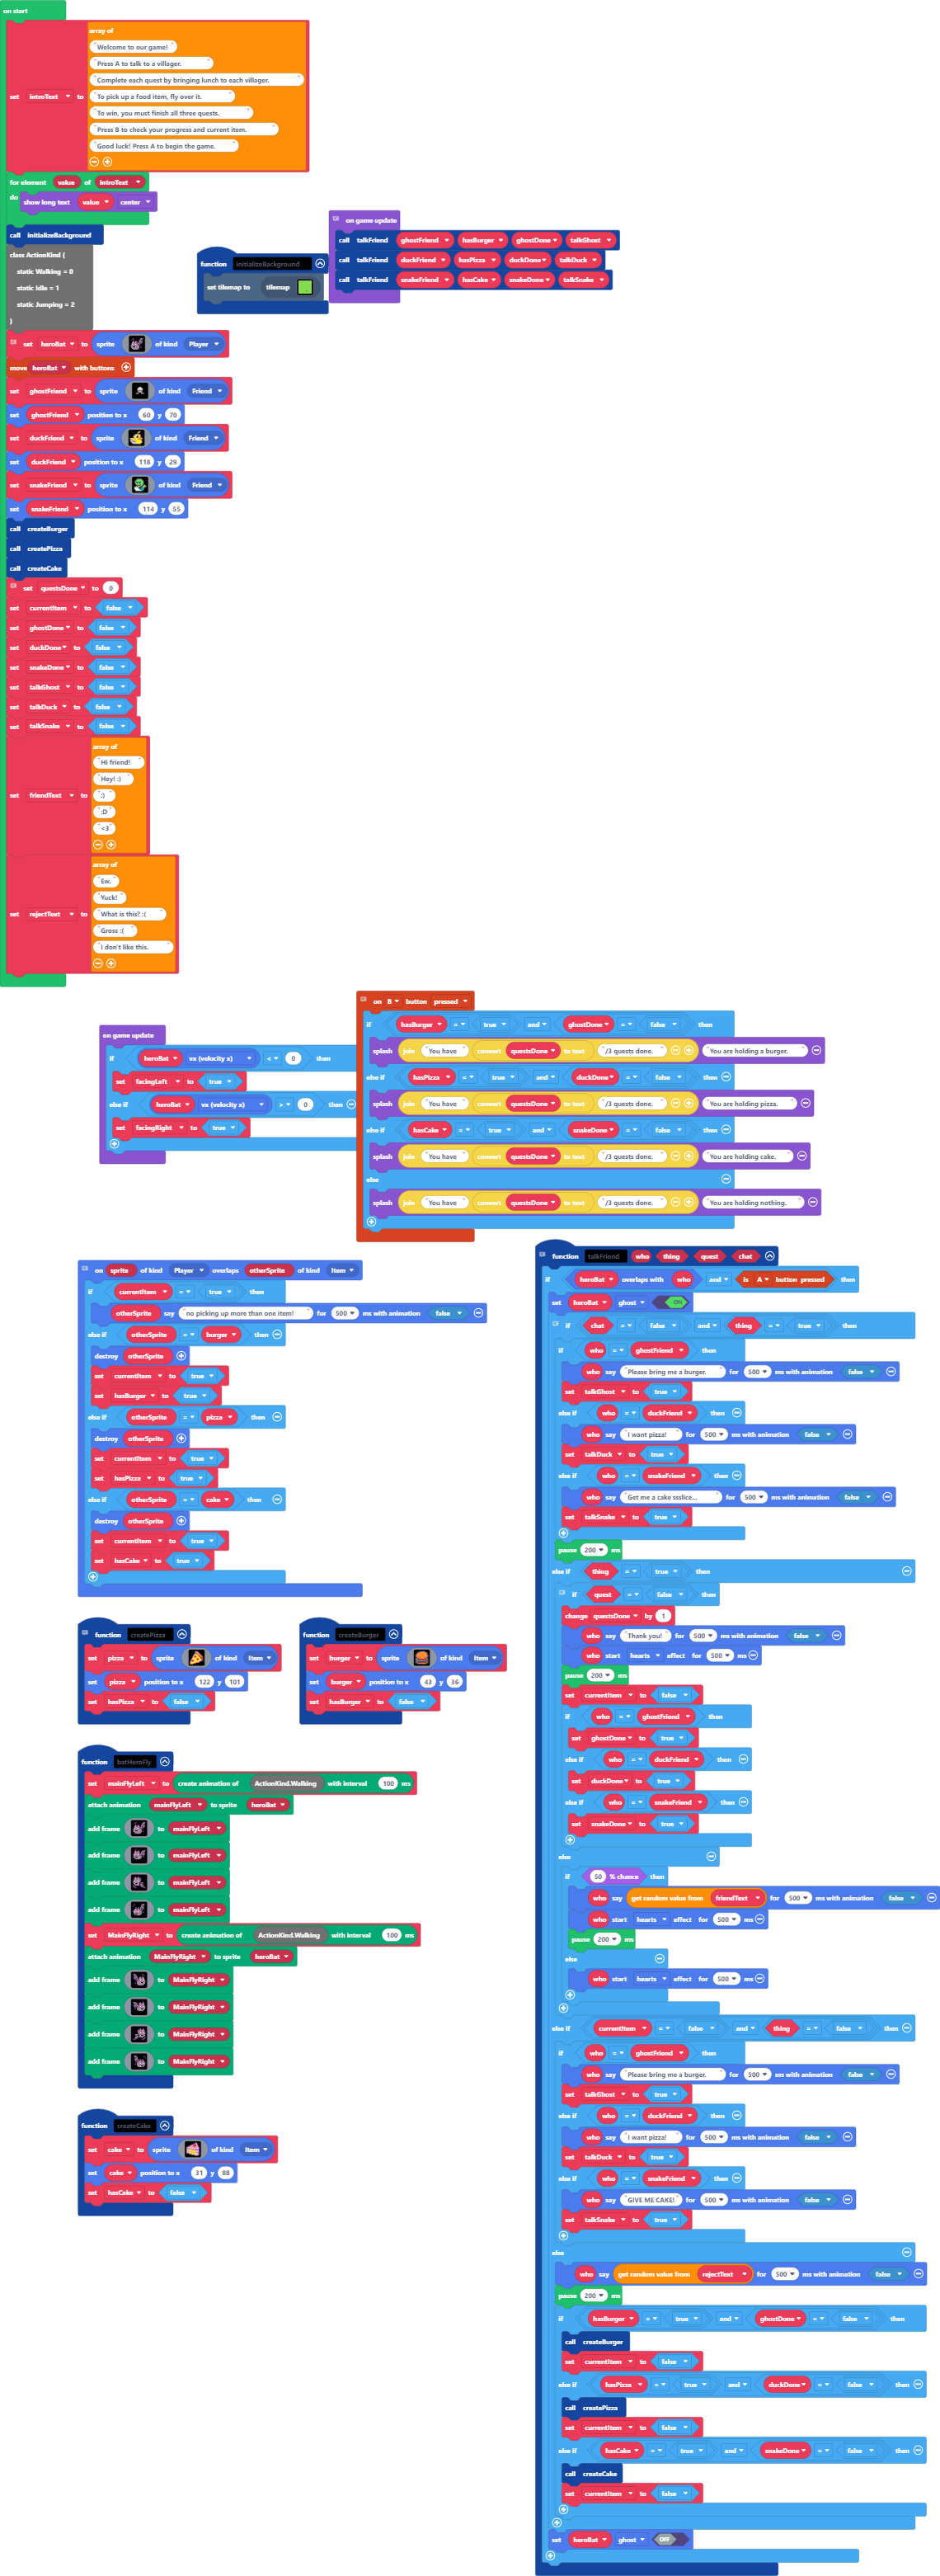 on start
array of
"Welcome to our game!"
"Press A to talk to a villager."
"Complete each quest by bringing lunch to each villager."
set introText to "To pick up a food item, fly over it."
"To win, you must finish all three quests."
"Press B to check your progress and current item."
"Good luck! Press A to begin the game."
for element value of introText
do show long text value center
call initializeBackground
class ActionKind {
static Walking = 0
static Idle = 1
static Jumping = 2
}
set heroBat to sprite of kind Player
move heroBat with buttons
set ghostFriend to sprite of kind Friend
set ghostFriend position to x 60 y 70
set duckFriend to sprite of kind Friend
set duckFriend position to x 118 y 29
set snakeFriend to sprite of kind Friend
set snakeFriend position to x 114 y 55
call createBurger
call createPizza
call createCake
set questsDone to 0
set currentItem to false
set ghostDone to false
set duckDone to false
set snakeDone to false
set talkGhost to false
set talkDuck to false
set talkSnake to false
array of
"Hi friend!"
"Hey! :)"
set friendText to ":)"
":D"
"<3"
array of
"Ew."
"Yuck!"
set rejectText to "What is this? :("
"Gross :("
"I don't like this."
function initializeBackground
set tilemap to tilemap
on game update
call talkFriend ghostFriend hasBurger ghostDone talkGhost
call talkFriend duckFriend hasPizza duckDone talkDuck
call talkFriend snakeFriend hasCake snakeDone talkSnake
on game update
if heroBat vx (velocity x) < 0 then
set facingLeft to true
else if heroBat vx (velocity x) > 0 then
set facingRight to true
on B button pressed
if hasBurger = true and ghostDone = false then
splash join "You have " convert questsDone to text "/3 quests done." "You are holding a burger."
else if hasPizza = true and duckDone = false then
splash join "You have " convert questsDone to text "/3 quests done." "You are holding pizza."
else if hasCake = true and snakeDone = false then
splash join "You have " convert questsDone to text "/3 quests done." "You are holding cake."
else
splash join "You have " convert questsDone to text "/3 quests done." "You are holding nothing."
on sprite of kind Player overlaps otherSprite of kind Item
if currentItem = true then
otherSprite say "no picking up more than one item!" for 500 ms with animation false
else if otherSprite = burger then
destroy otherSprite
set currentItem to true
set hasBurger to true
else if otherSprite = pizza then
destroy otherSprite
set currentItem to true
set hasPizza to true
else if otherSprite = cake then
destroy otherSprite
set currentItem to true
set hasCake to true
function createPizza
set pizza to sprite of kind Item
set pizza position to x 122 y 101
set hasPizza to false
function createBurger
set burger to sprite of kind Item
set burger position to x 43 y 36
set hasBurger to false
function batHeroFly
set mainFlyLeft to create animation of ActionKind.Walking with interval 100 ms
attach animation mainFlyLeft to sprite heroBat
add frame to mainFlyLeft
add frame to mainFlyLeft
add frame to mainFlyLeft
add frame to mainFlyLeft
set MainFlyRight to create animation of ActionKind.Walking with interval 100 ms
attach animation MainFlyRight to sprite heroBat
add frame to MainFlyRight
add frame to MainFlyRight
add frame to MainFlyRight
add frame to MainFlyRight
function createCake
set cake to sprite of kind Item
set cake position to x 31 y 88
set hasCake to false
function talkFriend who thing quest chat
if heroBat overlaps with who and is A button pressed then
set heroBat ghost ON
if chat = false and thing = true then
if who = ghostFriend then
who say "Please bring me a burger." for 500 ms with animation false
set talkGhost to true
else if who = duckFriend then
who say "I want pizza!" for 500 ms with animation false
set talkDuck to true
else if who = snakeFriend then
who say "Get me a cake ssslice..." for 500 ms with animation false
set talkSnake to true
pause 200 ms
else if thing = true then
if quest = false then
change questsDone by 1
who say "Thank you!" for 500 ms with animation false
who start hearts effect for 500 ms
pause 200 ms
set currentItem to false
if who = ghostFriend then
set ghostDone to true
else if who = duckFriend then
set duckDone to true
else if who = snakeFriend then
set snakeDone to true
else
if 50 % chance then
who say get random value from friendText for 500 ms with animation false
who start hearts effect for 500 ms
pause 200 ms
else
who start hearts effect for 500 ms
else if currentItem = false and thing = false then
if who = ghostFriend then
who say "Please bring me a burger." for 500 ms with animation false
set talkGhost to true
else if who = duckFriend then
who say "I want pizza!" for 500 ms with animation false
set talkDuck to true
else if who = snakeFriend then
who say "GIVE ME CAKE!" for 500 ms with animation false
set talkSnake to true
else
who say get random value from rejectText for 500 ms with animation false
pause 200 ms
if hasBurger = true and ghostDone = false then
call createBurger
set currentItem to false
else if hasPizza = true and duckDone = false then
call createPizza
set currentItem to false
else if hasCake = true and snakeDone = false then
call createCake
set currentItem to false
set heroBat ghost OFF